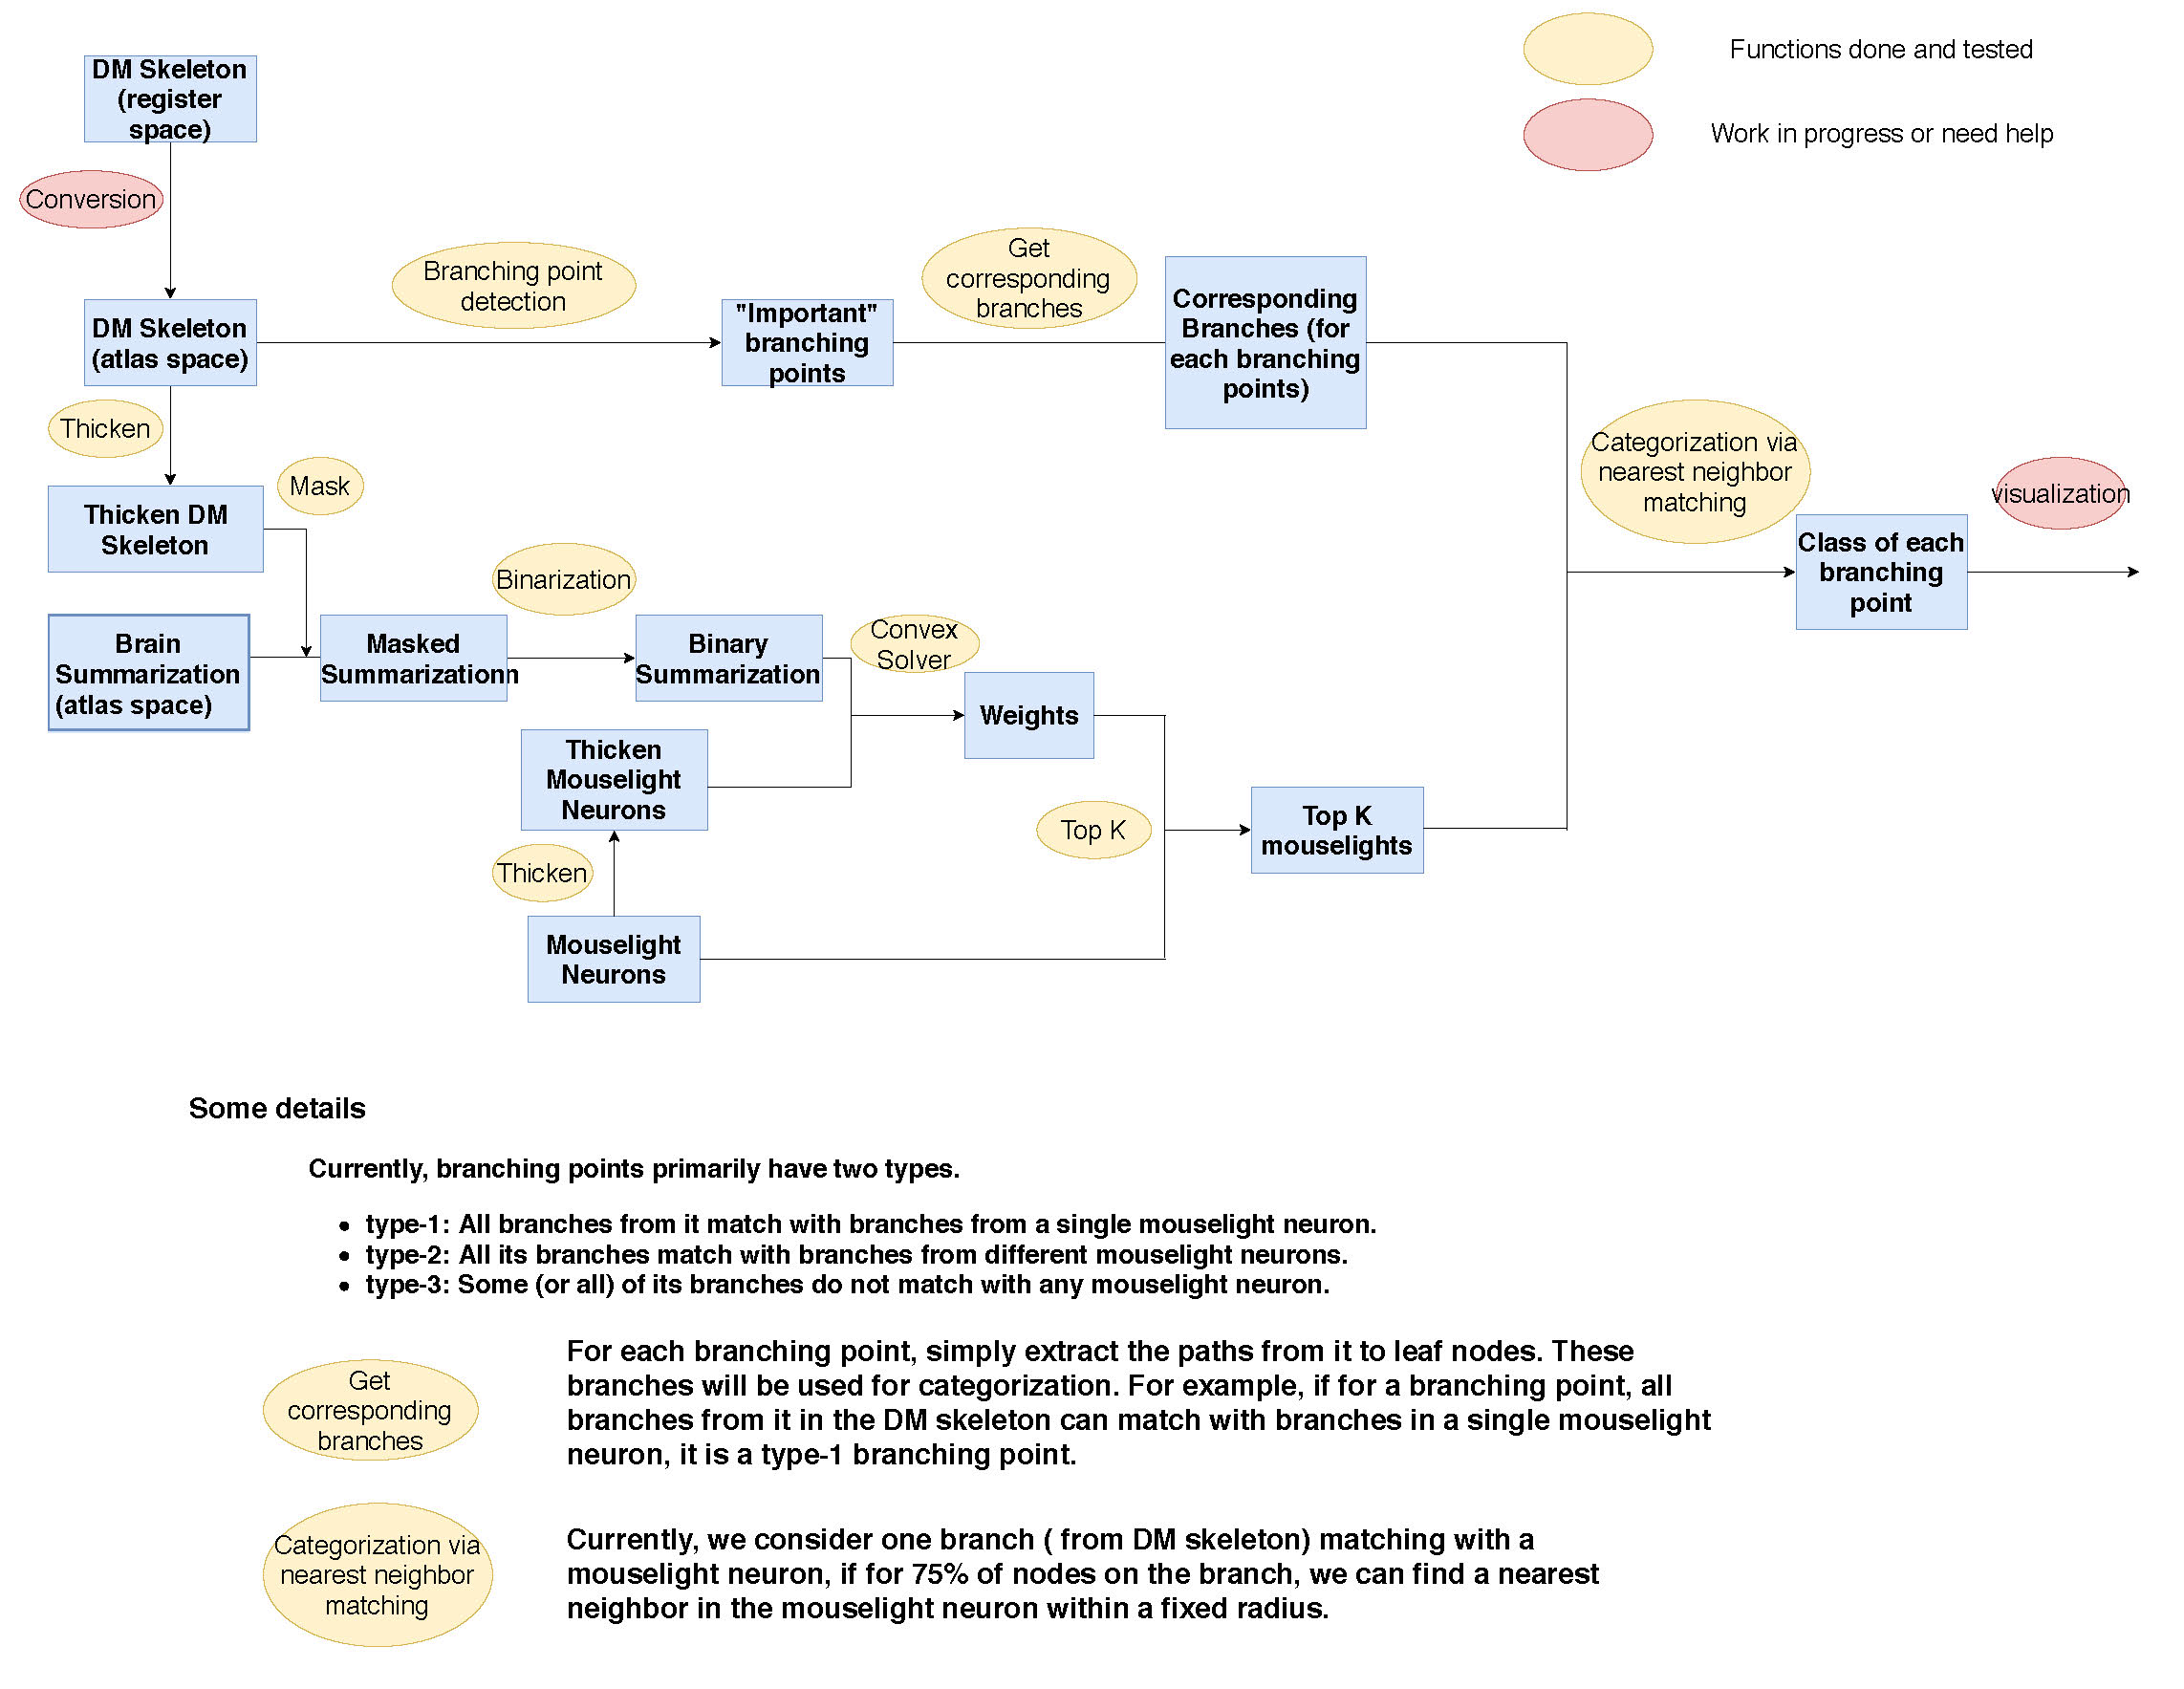 Functions done and tested
Work in progress or need help
DM Skeleton
(register
space)
Conversion
DM Skeleton
(atlas space)
Branching point
detection
"Important"
branching
points
Get
corresponding
branches
Corresponding
Branches (for
each branching
points)
Thicken
Thicken DM
Skeleton
Mask
Brain
Summarization
(atlas space)
Masked
Summarizationn
Binarization
Binary
Summarization
Convex
Solver
Weights
Thicken
Mouselight
Neurons
Thicken
Mouselight
Neurons
Top K
Top K
mouselights
Categorization via
nearest neighbor
matching
Class of each
branching
point
visualization
Some details
Currently, branching points primarily have two types.
• type-1: All branches from it match with branches from a single mouselight neuron.
• type-2: All its branches match with branches from different mouselight neurons.
• type-3: Some (or all) of its branches do not match with any mouselight neuron.
Get
corresponding
branches
For each branching point, simply extract the paths from it to leaf nodes. These
branches will be used for categorization. For example, if for a branching point, all
branches from it in the DM skeleton can match with branches in a single mouselight
neuron, it is a type-1 branching point.
Categorization via
nearest neighbor
matching
Currently, we consider one branch ( from DM skeleton) matching with a
mouselight neuron, if for 75% of nodes on the branch, we can find a nearest
neighbor in the mouselight neuron within a fixed radius.